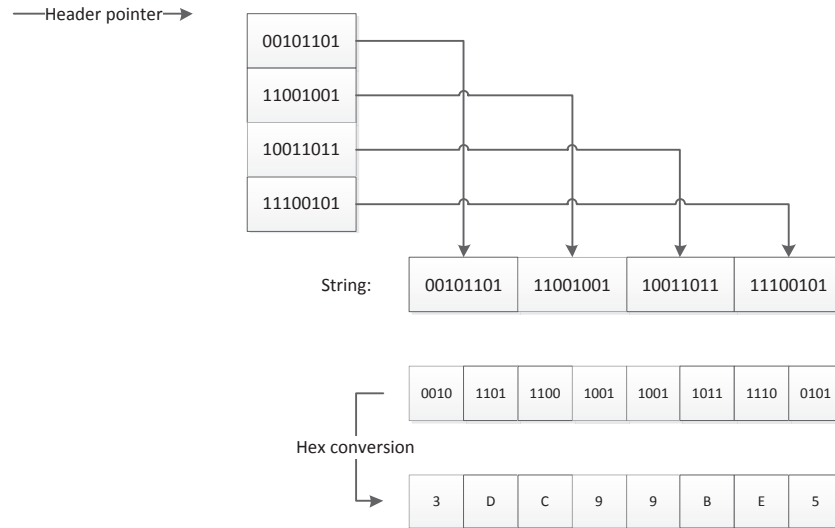 Header pointer
00101101
11001001
10011011
11100101
String:
00101101 11001001 10011011 11100101
0010 1101 1100 1001 1001 1011 1110 0101
Hex conversion
3 D C 9 9 B E 5